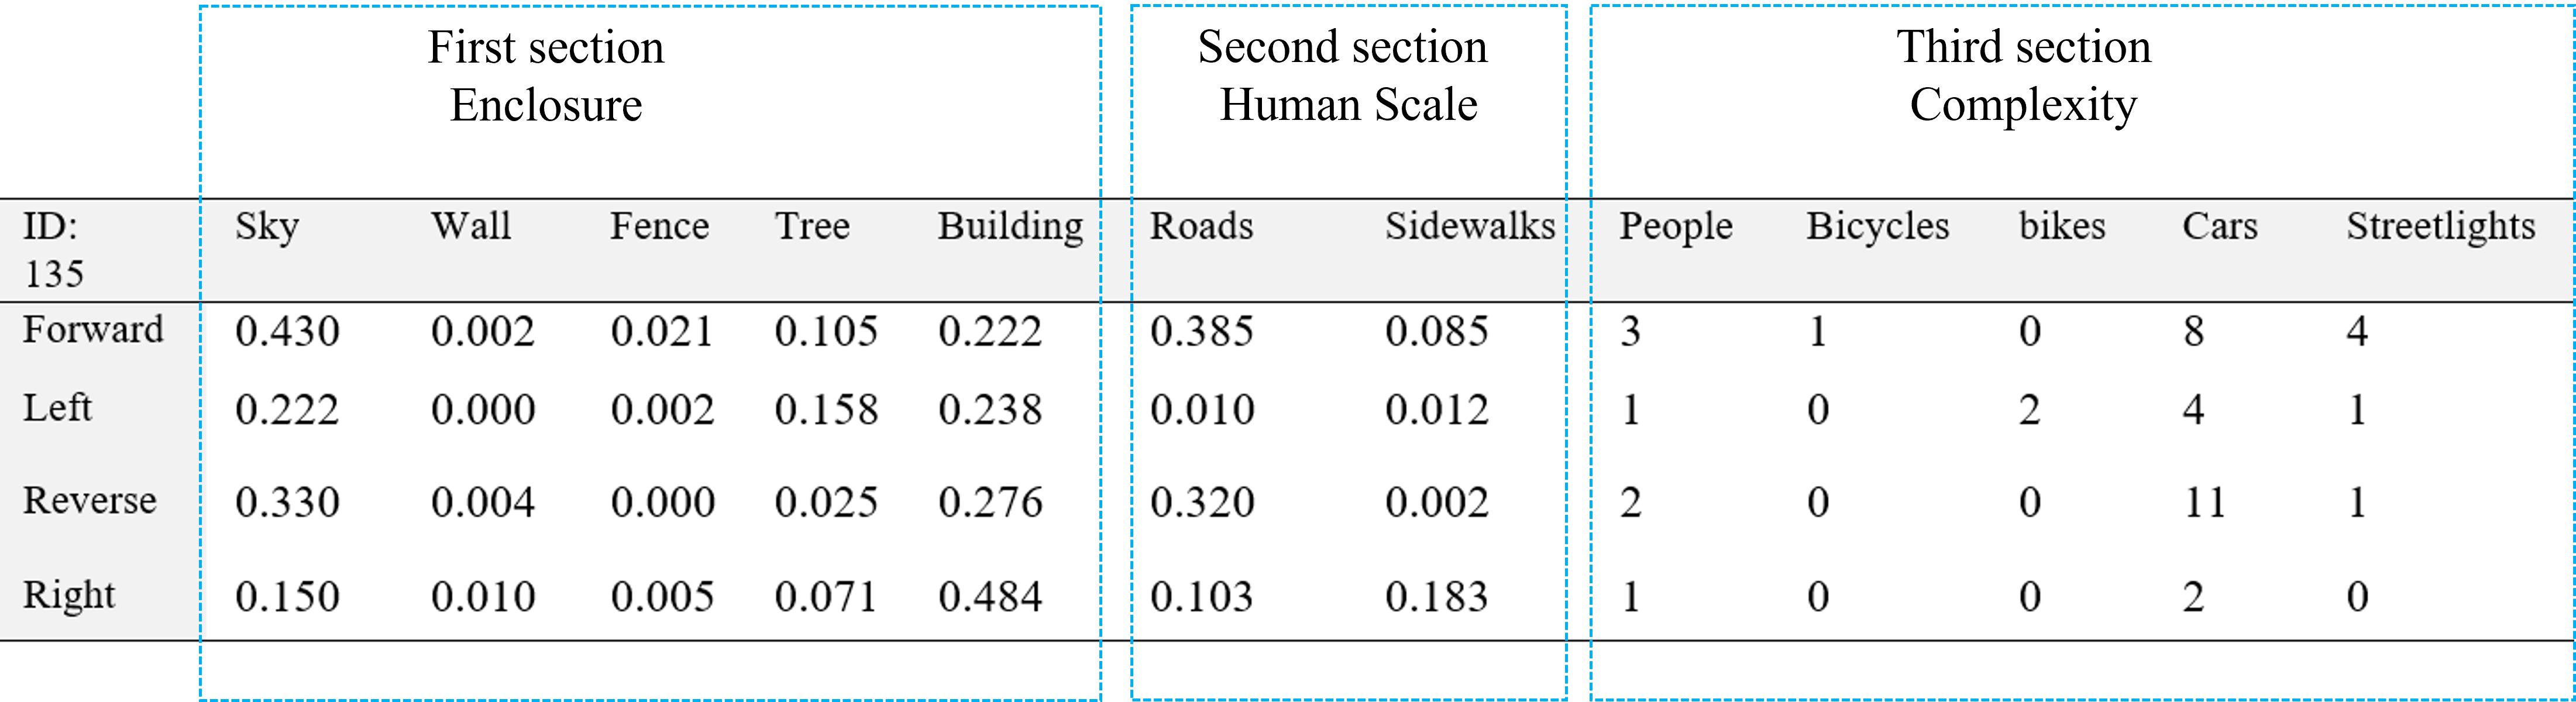 First section
Enclosure
Second section
Human Scale
Third section
Complexity
ID: 135 Sky Wall Fence Tree Building Roads Sidewalks People Bicycles bikes Cars Streetlights
Forward 0.430 0.002 0.021 0.105 0.222 0.385 0.085 3 1 0 8 4
Left 0.222 0.000 0.002 0.158 0.238 0.010 0.012 1 0 2 4 1
Reverse 0.330 0.004 0.000 0.025 0.276 0.320 0.002 2 0 0 11 1
Right 0.150 0.010 0.005 0.071 0.484 0.103 0.183 1 0 0 2 0